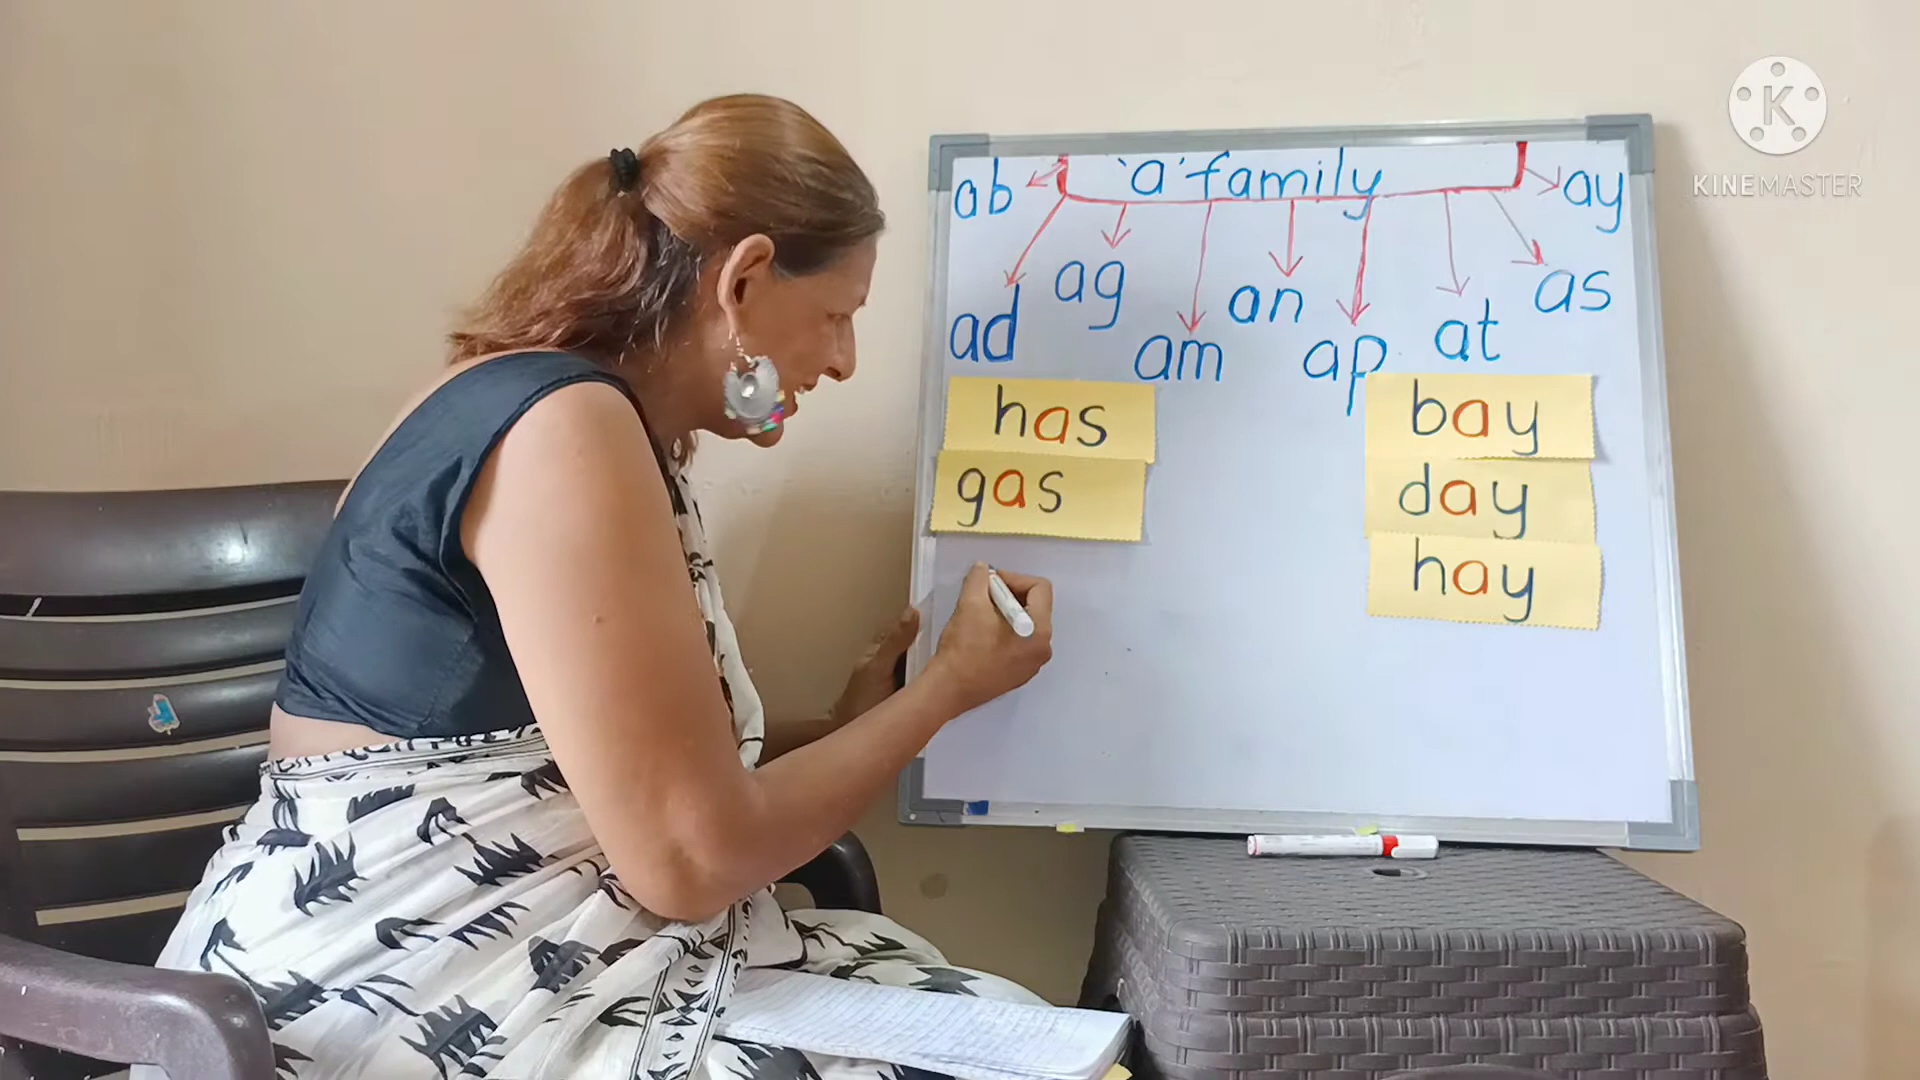 'a' family
ab
ay
ad
ag
am
an
ap
at
as
has
gas
bay
day
hay
KINEMASTER